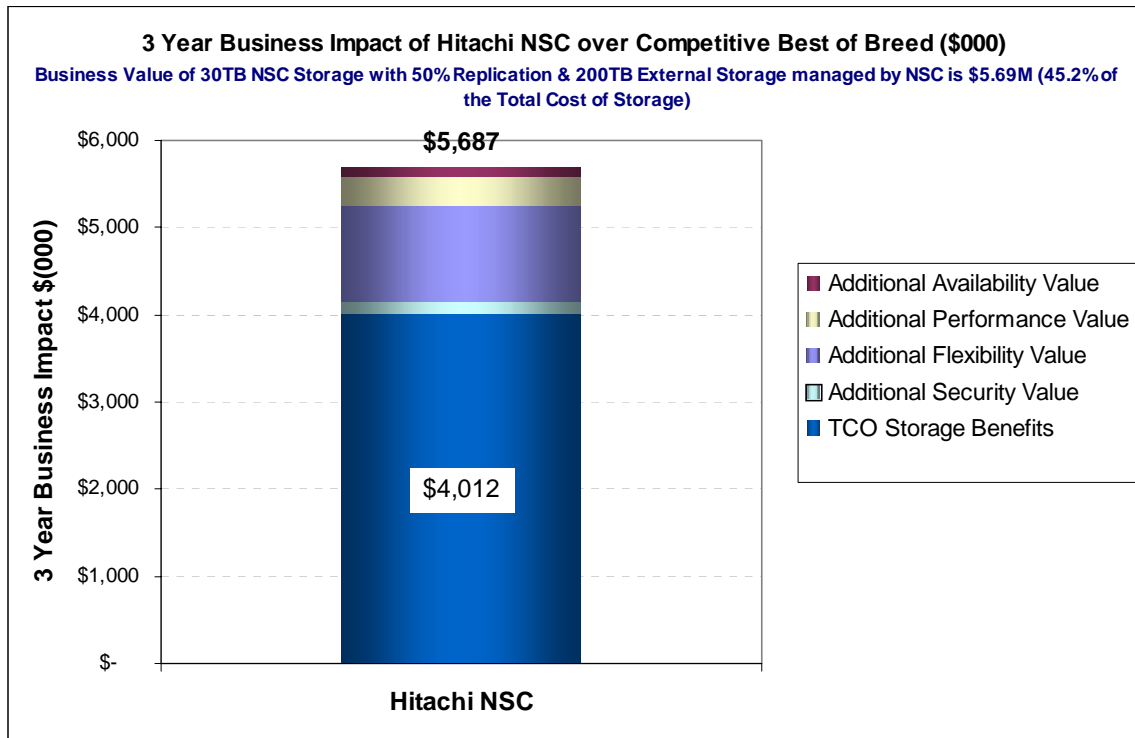 3 Year Business Impact of Hitachi NSC over Competitive Best of Breed ($000)
Business Value of 30TB NSC Storage with 50% Replication & 200TB External Storage managed by NSC is $5.69M (45.2% of
the Total Cost of Storage)
3 Year Business Impact $(000)
$6,000
$5,000
$4,000
$3,000
$2,000
$1,000
$-
$5,687
$4,012
Hitachi NSC
Additional Availability Value
Additional Performance Value
Additional Flexibility Value
Additional Security Value
TCO Storage Benefits